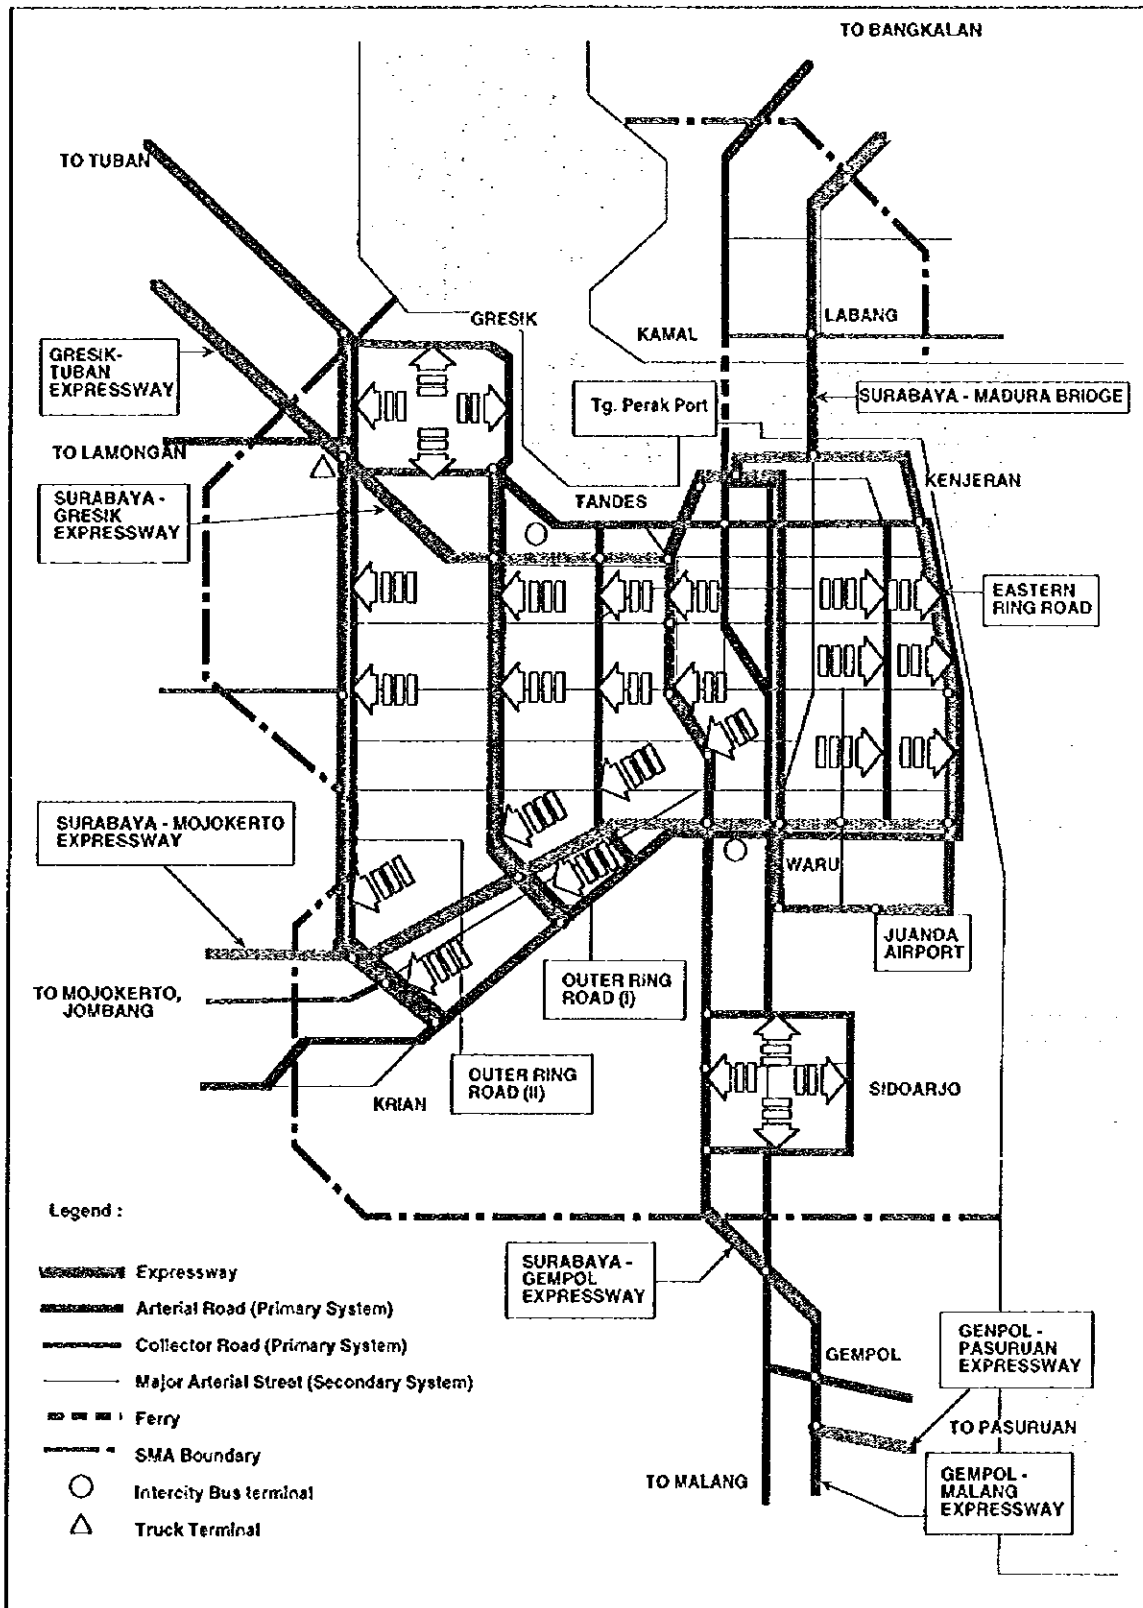 TO BANGKALAN
TO TUBAN
GRESIK
KAMAL
LABANG
GRESIK-
TUBAN
EXPRESSWAY
Tg. Perak Port
SURABAYA - MADURA BRIDGE
TO LAMONGAN
KENJERAN
SURABAYA -
GRESIK
EXPRESSWAY
TANDES
EASTERN
RING ROAD
SURABAYA - MOJOKERTO
EXPRESSWAY
WARU
JUANDA
AIRPORT
TO MOJOKERTO,
JOMBANG
OUTER RING
ROAD (I)
OUTER RING
ROAD (II)
KRIAN
SIDOARJO
Legend :
Expressway
Arterial Road (Primary System)
Collector Road (Primary System)
Major Arterial Street (Secondary System)
Ferry
SMA Boundary
Intercity Bus terminal
Truck Terminal
SURABAYA -
GEMPOL
EXPRESSWAY
GEMPOL
GENPOL -
PASURUAN
EXPRESSWAY
TO PASURUAN
TO MALANG
GEMPOL -
MALANG
EXPRESSWAY